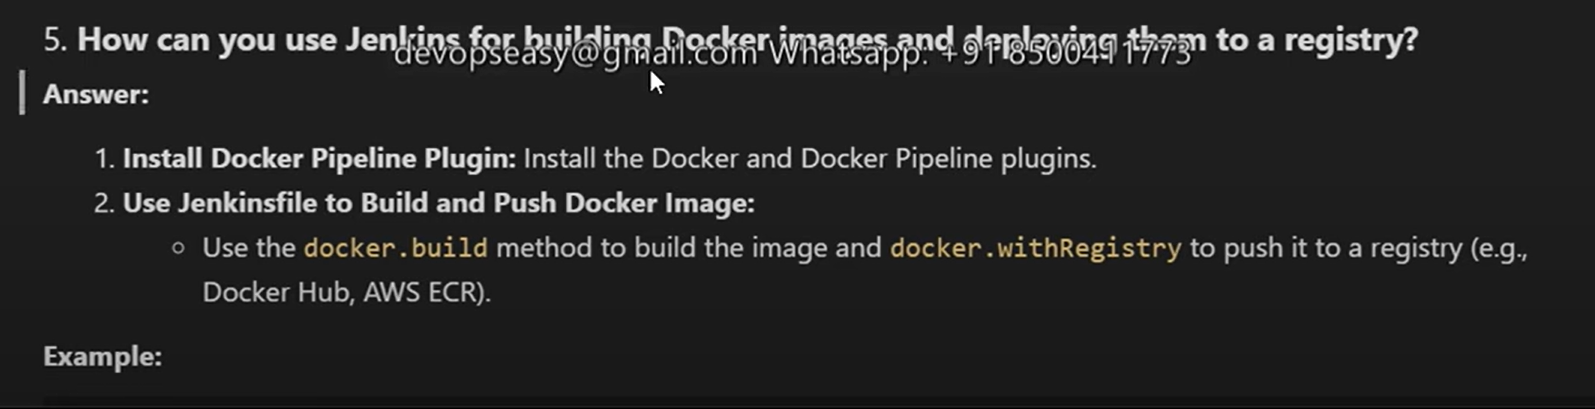 5. How can you use Jenkins for building Docker images and deploying them to a registry?
devopseasy@gmail.com Whatsapp: +91 8500411773
Answer:
1. Install Docker Pipeline Plugin: Install the Docker and Docker Pipeline plugins.
2. Use Jenkinsfile to Build and Push Docker Image:
○ Use the docker.build method to build the image and docker.withRegistry to push it to a registry (e.g.,
Docker Hub, AWS ECR).
Example: